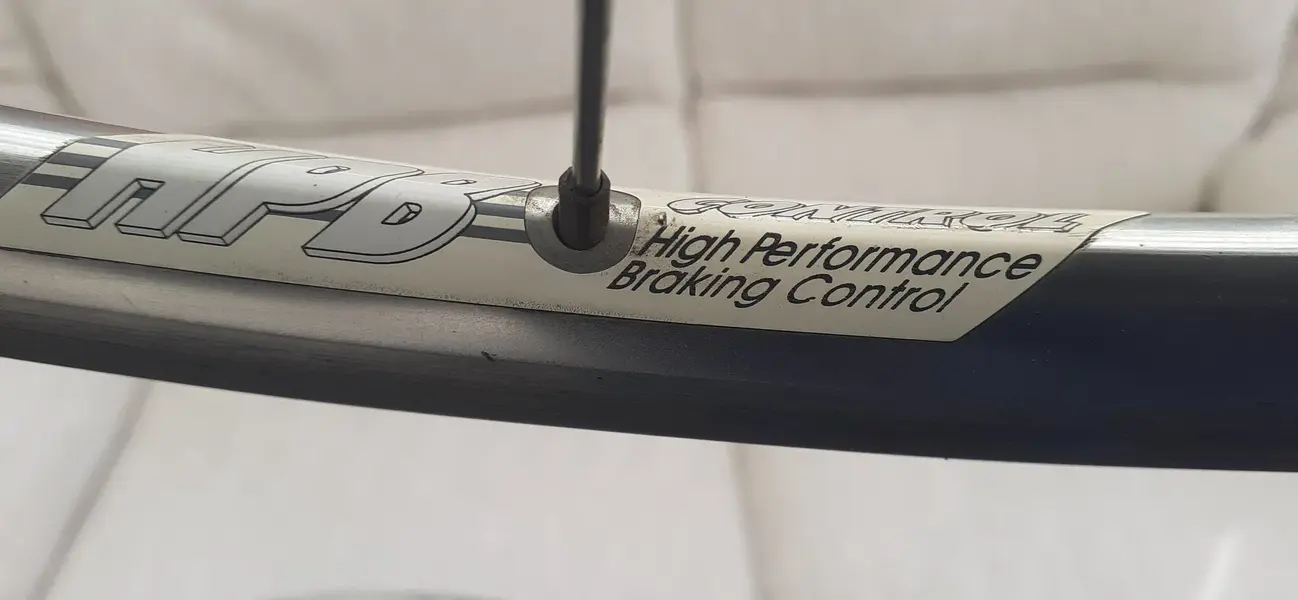 HPB CONTROL
High Performance
Braking Control